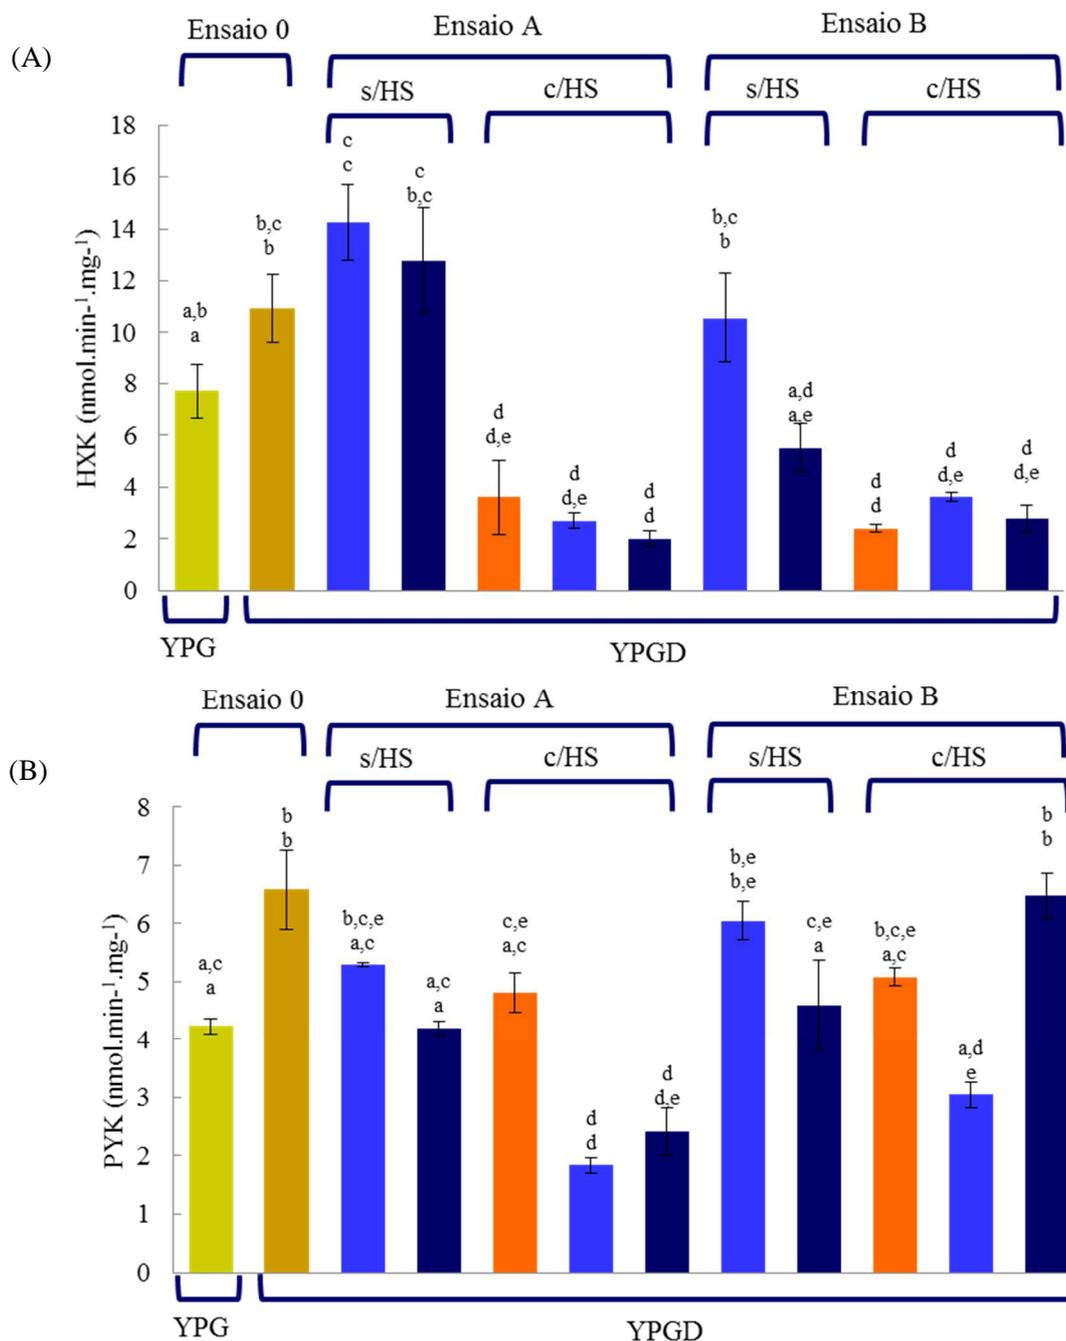 (A)
Ensaio 0
Ensaio A
Ensaio B
s/HS
c/HS
s/HS
c/HS
HXK (nmol.min-¹.mg-¹)
18
16
14
12
10
8
6
4
2
0
a,b
a
b,c
b
c
c
c
b,c
d
d,e
d
d,e
d
d
b,c
b
a,d
a,e
d
d
d
d,e
d
d,e
YPG
YPGD
(B)
Ensaio 0
Ensaio A
Ensaio B
s/HS
c/HS
s/HS
c/HS
PYK (nmol.min-¹.mg-¹)
8
7
6
5
4
3
2
1
0
a,c
a
b
b
b,c,e
a,c
a,c
a
c,e
a,c
d
d
d
d,e
b,e
b,e
c,e
a
b,c,e
a,c
a,d
e
b
b
YPG
YPGD